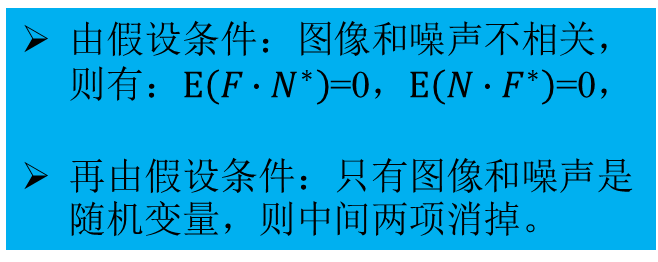 ➢ 由假设条件：图像和噪声不相关，
则有：E(F · N*)=0，E(N · F*)=0，
➢ 再由假设条件：只有图像和噪声是
随机变量，则中间两项消掉。